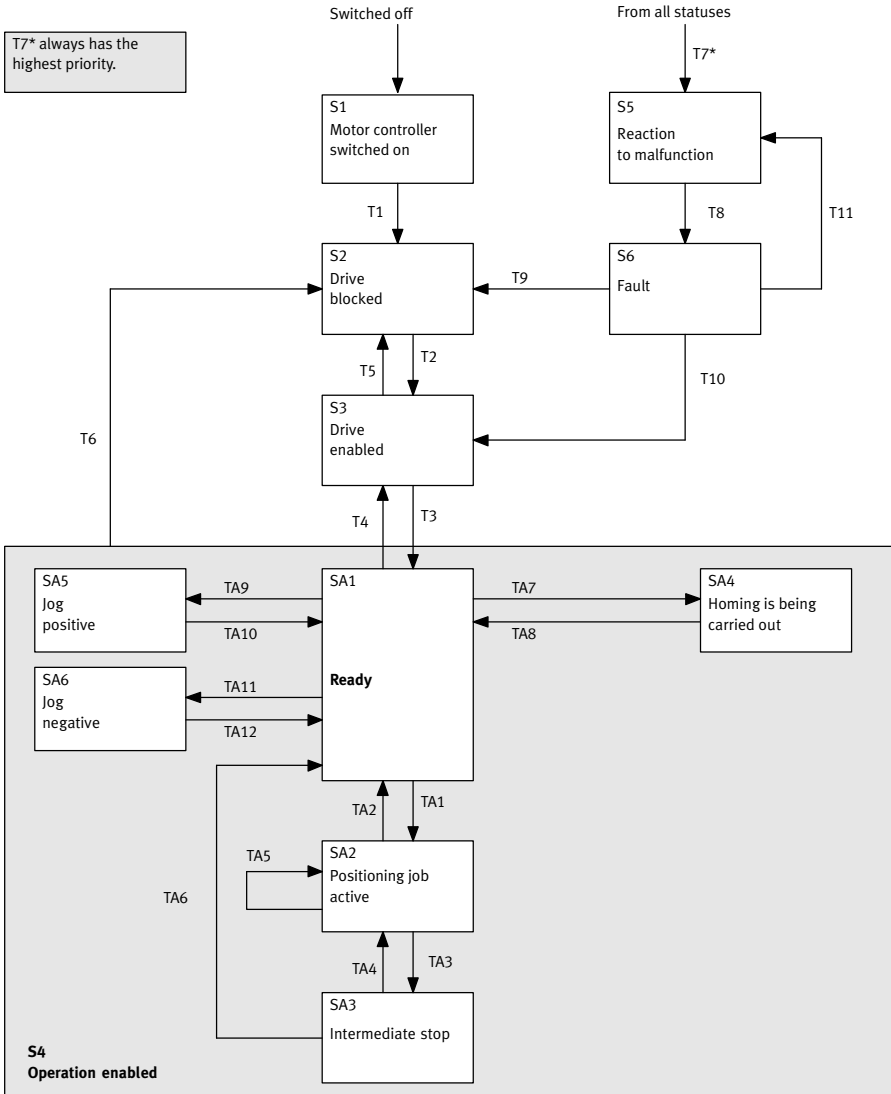 Switched off
From all statuses
T7* always has the
highest priority.
T7*
S1
Motor controller
switched on
S5
Reaction
to malfunction
T1
T8
T11
S2
Drive
blocked
T9
S6
Fault
T5
T2
T10
S3
Drive
enabled
T6
T4
T3
SA5
Jog
positive
TA9
TA10
SA1
Ready
TA7
TA8
SA4
Homing is being
carried out
SA6
Jog
negative
TA11
TA12
TA2
TA1
TA5
SA2
Positioning job
active
TA6
TA4
TA3
SA3
Intermediate stop
S4
Operation enabled